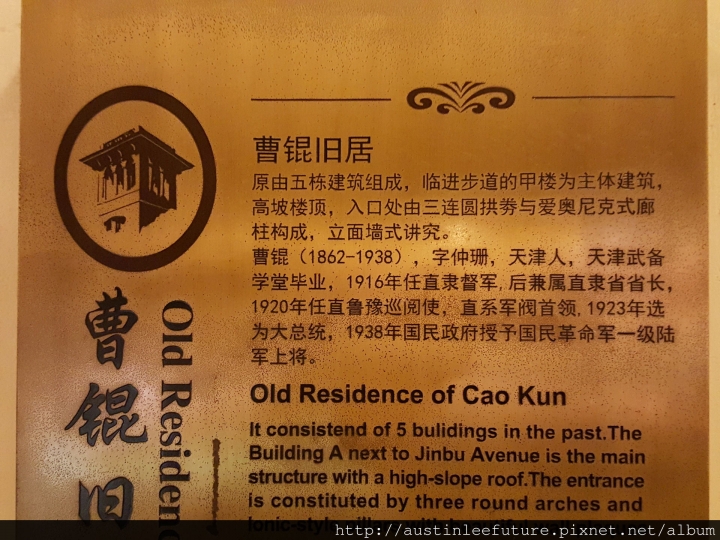 曹锟旧居
原由五栋建筑组成，临进步道的甲楼为主体建筑，
高坡楼顶，入口处由三连圆拱劵与爱奥尼克式廊
柱构成，立面墙式讲究。
曹锟（1862-1938），字仲珊，天津人，天津武备
学堂毕业，1916年任直隶督军,后兼属直隶省省长，
1920年任直鲁豫巡阅使，直系军阀首领,1923年选
为大总统，1938年国民政府授予国民革命军一级陆
军上将。
Old Residence of Cao Kun
It consistend of 5 bulidings in the past.The
Building A next to Jinbu Avenue is the main
structure with a high-slope roof.The entrance
is constituted by three round arches and
Ionic-style
曹锟旧
Old Residenc
http://austinleefuture.pixnet.net/album